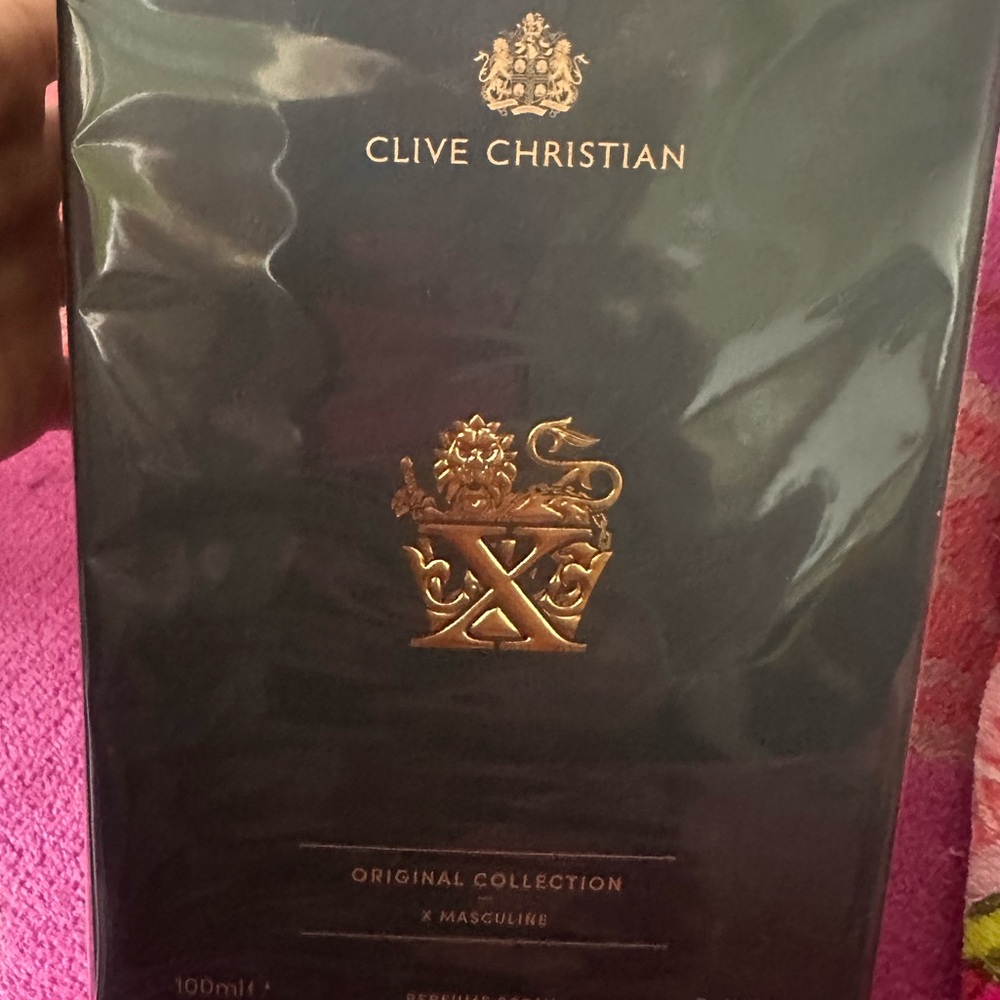 CLIVE CHRISTIAN
X
ORIGINAL COLLECTION
X MASCULINE
100ml